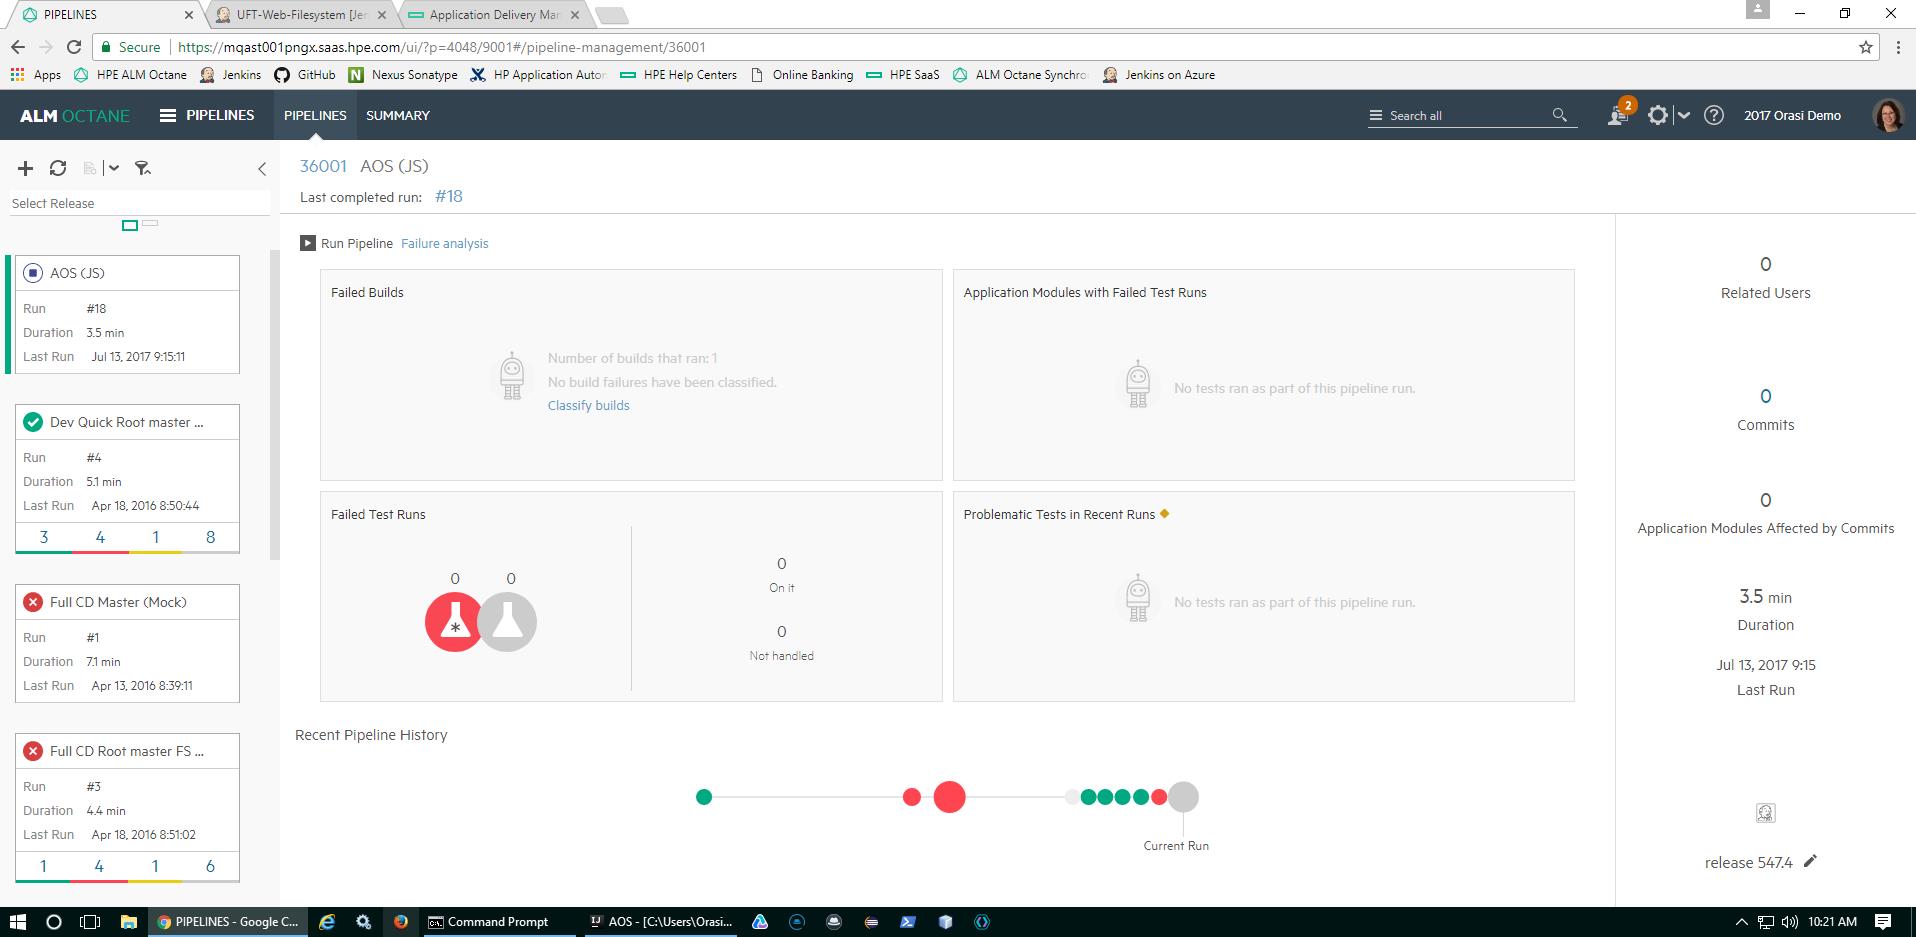 PIPELINES
UFT-Web-Filesystem [Jen
Application Delivery Man
Secure
https://mqast001pngx.saas.hpe.com/ui/?p=4048/9001#/pipeline-management/36001
Apps
HPE ALM Octane
Jenkins
GitHub
Nexus Sonatype
HP Application Autom
HPE Help Centers
Online Banking
HPE SaaS
ALM Octane Synchro
Jenkins on Azure
ALM OCTANE
PIPELINES
PIPELINES
SUMMARY
Search all
2
2017 Orasi Demo
Select Release
AOS (JS)
Run #18
Duration 3.5 min
Last Run Jul 13, 2017 9:15:11
Dev Quick Root master ...
Run #4
Duration 5.1 min
Last Run Apr 18, 2016 8:50:44
3 4 1 8
Full CD Master (Mock)
Run #1
Duration 7.1 min
Last Run Apr 13, 2016 8:39:11
Full CD Root master FS ...
Run #3
Duration 4.4 min
Last Run Apr 18, 2016 8:51:02
1 4 1 6
36001 AOS (JS)
Last completed run: #18
Run Pipeline Failure analysis
Failed Builds
Number of builds that ran: 1
No build failures have been classified.
Classify builds
Application Modules with Failed Test Runs
No tests ran as part of this pipeline run.
Failed Test Runs
0 0
*
0
On it
0
Not handled
Problematic Tests in Recent Runs
No tests ran as part of this pipeline run.
Recent Pipeline History
Current Run
0
Related Users
0
Commits
0
Application Modules Affected by Commits
3.5 min
Duration
Jul 13, 2017 9:15
Last Run
release 547.4
PIPELINES - Google C...
Command Prompt
AOS - [C:\Users\Orasi...
10:21 AM